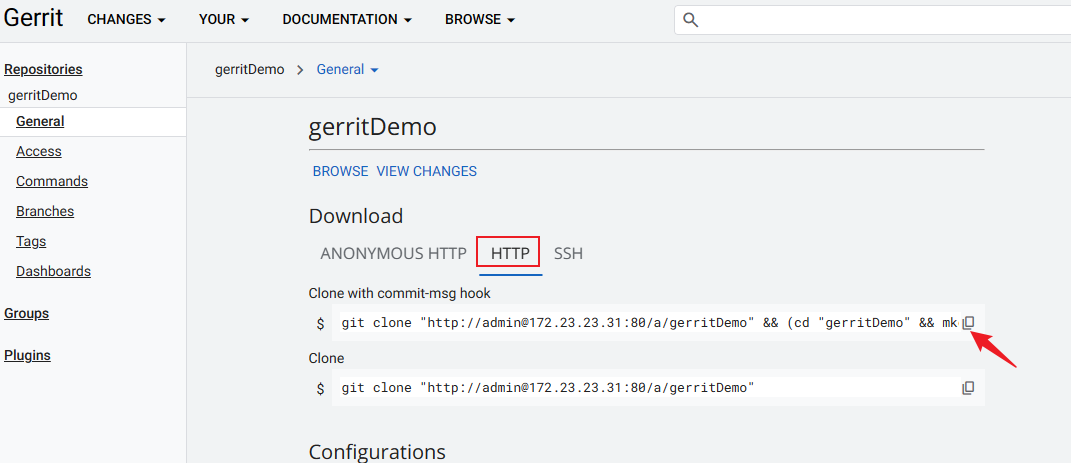 Gerrit CHANGES YOUR DOCUMENTATION BROWSE
Repositories
gerritDemo
General
Access
Commands
Branches
Tags
Dashboards
Groups
Plugins
gerritDemo > General
gerritDemo
BROWSE VIEW CHANGES
Download
ANONYMOUS HTTP HTTP SSH
Clone with commit-msg hook
$ git clone "http://admin@172.23.23.31:80/a/gerritDemo" && (cd "gerritDemo" && mk
Clone
$ git clone "http://admin@172.23.23.31:80/a/gerritDemo"
Configurations